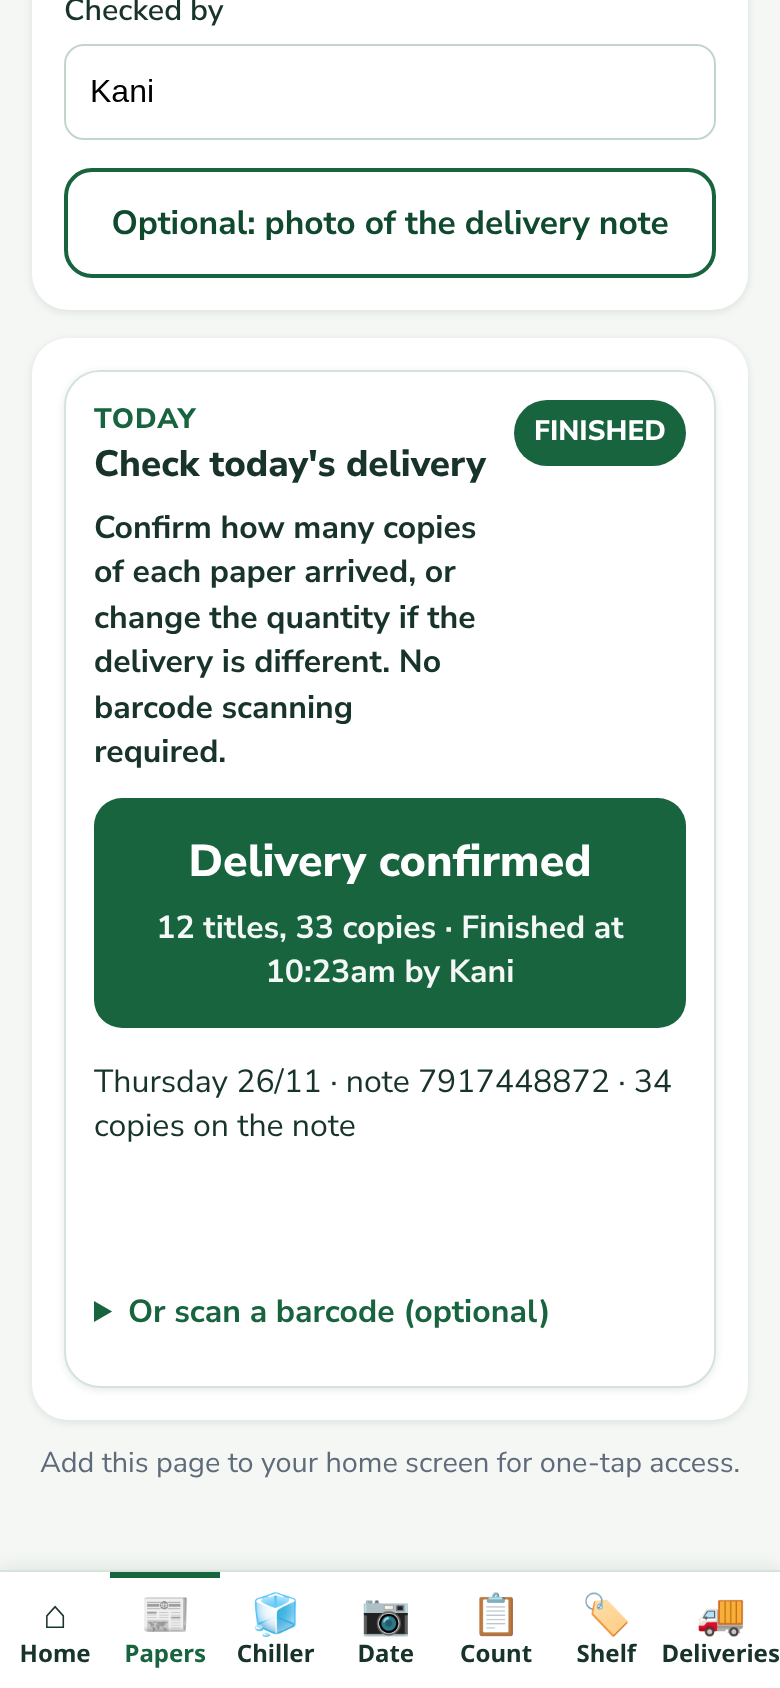 Checked by
Kani
Optional: photo of the delivery note
TODAY
FINISHED
Check today's delivery
Confirm how many copies
of each paper arrived, or
change the quantity if the
delivery is different. No
barcode scanning
required.
Delivery confirmed
12 titles, 33 copies · Finished at
10:23am by Kani
Thursday 26/11 · note 7917448872 · 34
copies on the note
Or scan a barcode (optional)
Add this page to your home screen for one-tap access.
Home Papers Chiller Date Count Shelf Deliveries